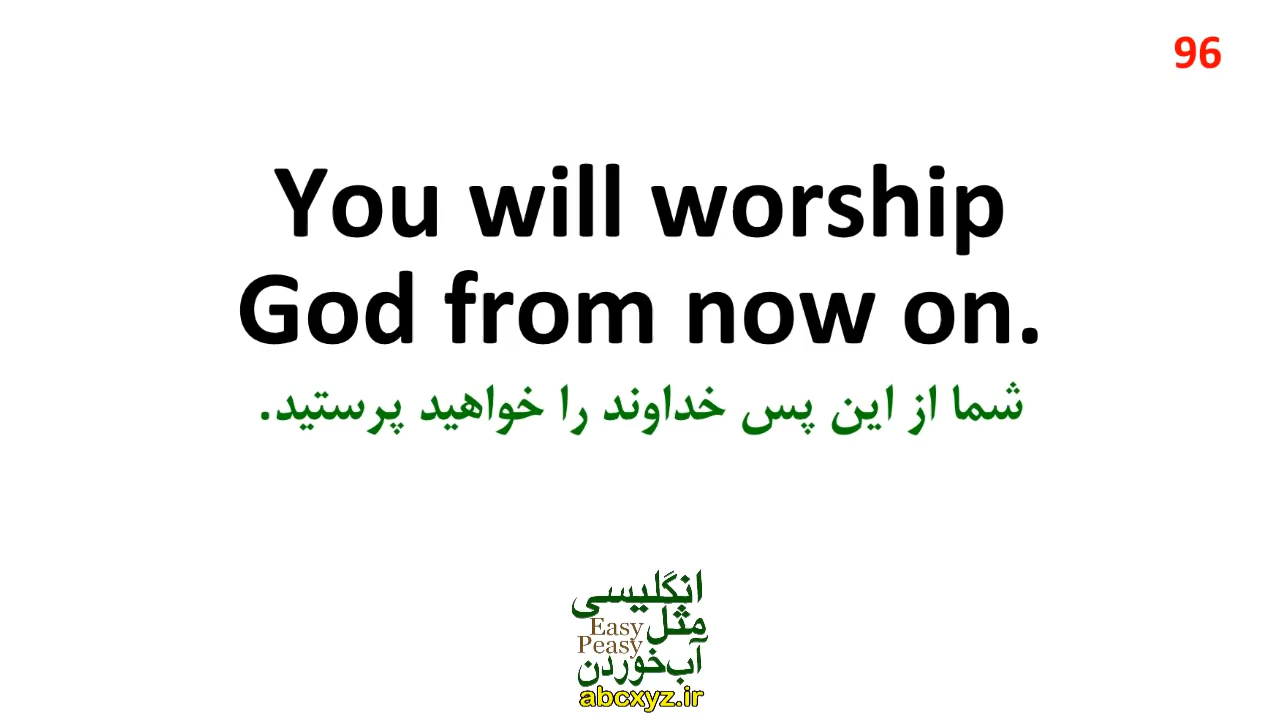 96
You will worship
God from now on.
شما از این پس خداوند را خواهید پرستید.
انگلیسی
مثل
Easy
Peasy
آب‌خوردن
abcxyz.ir